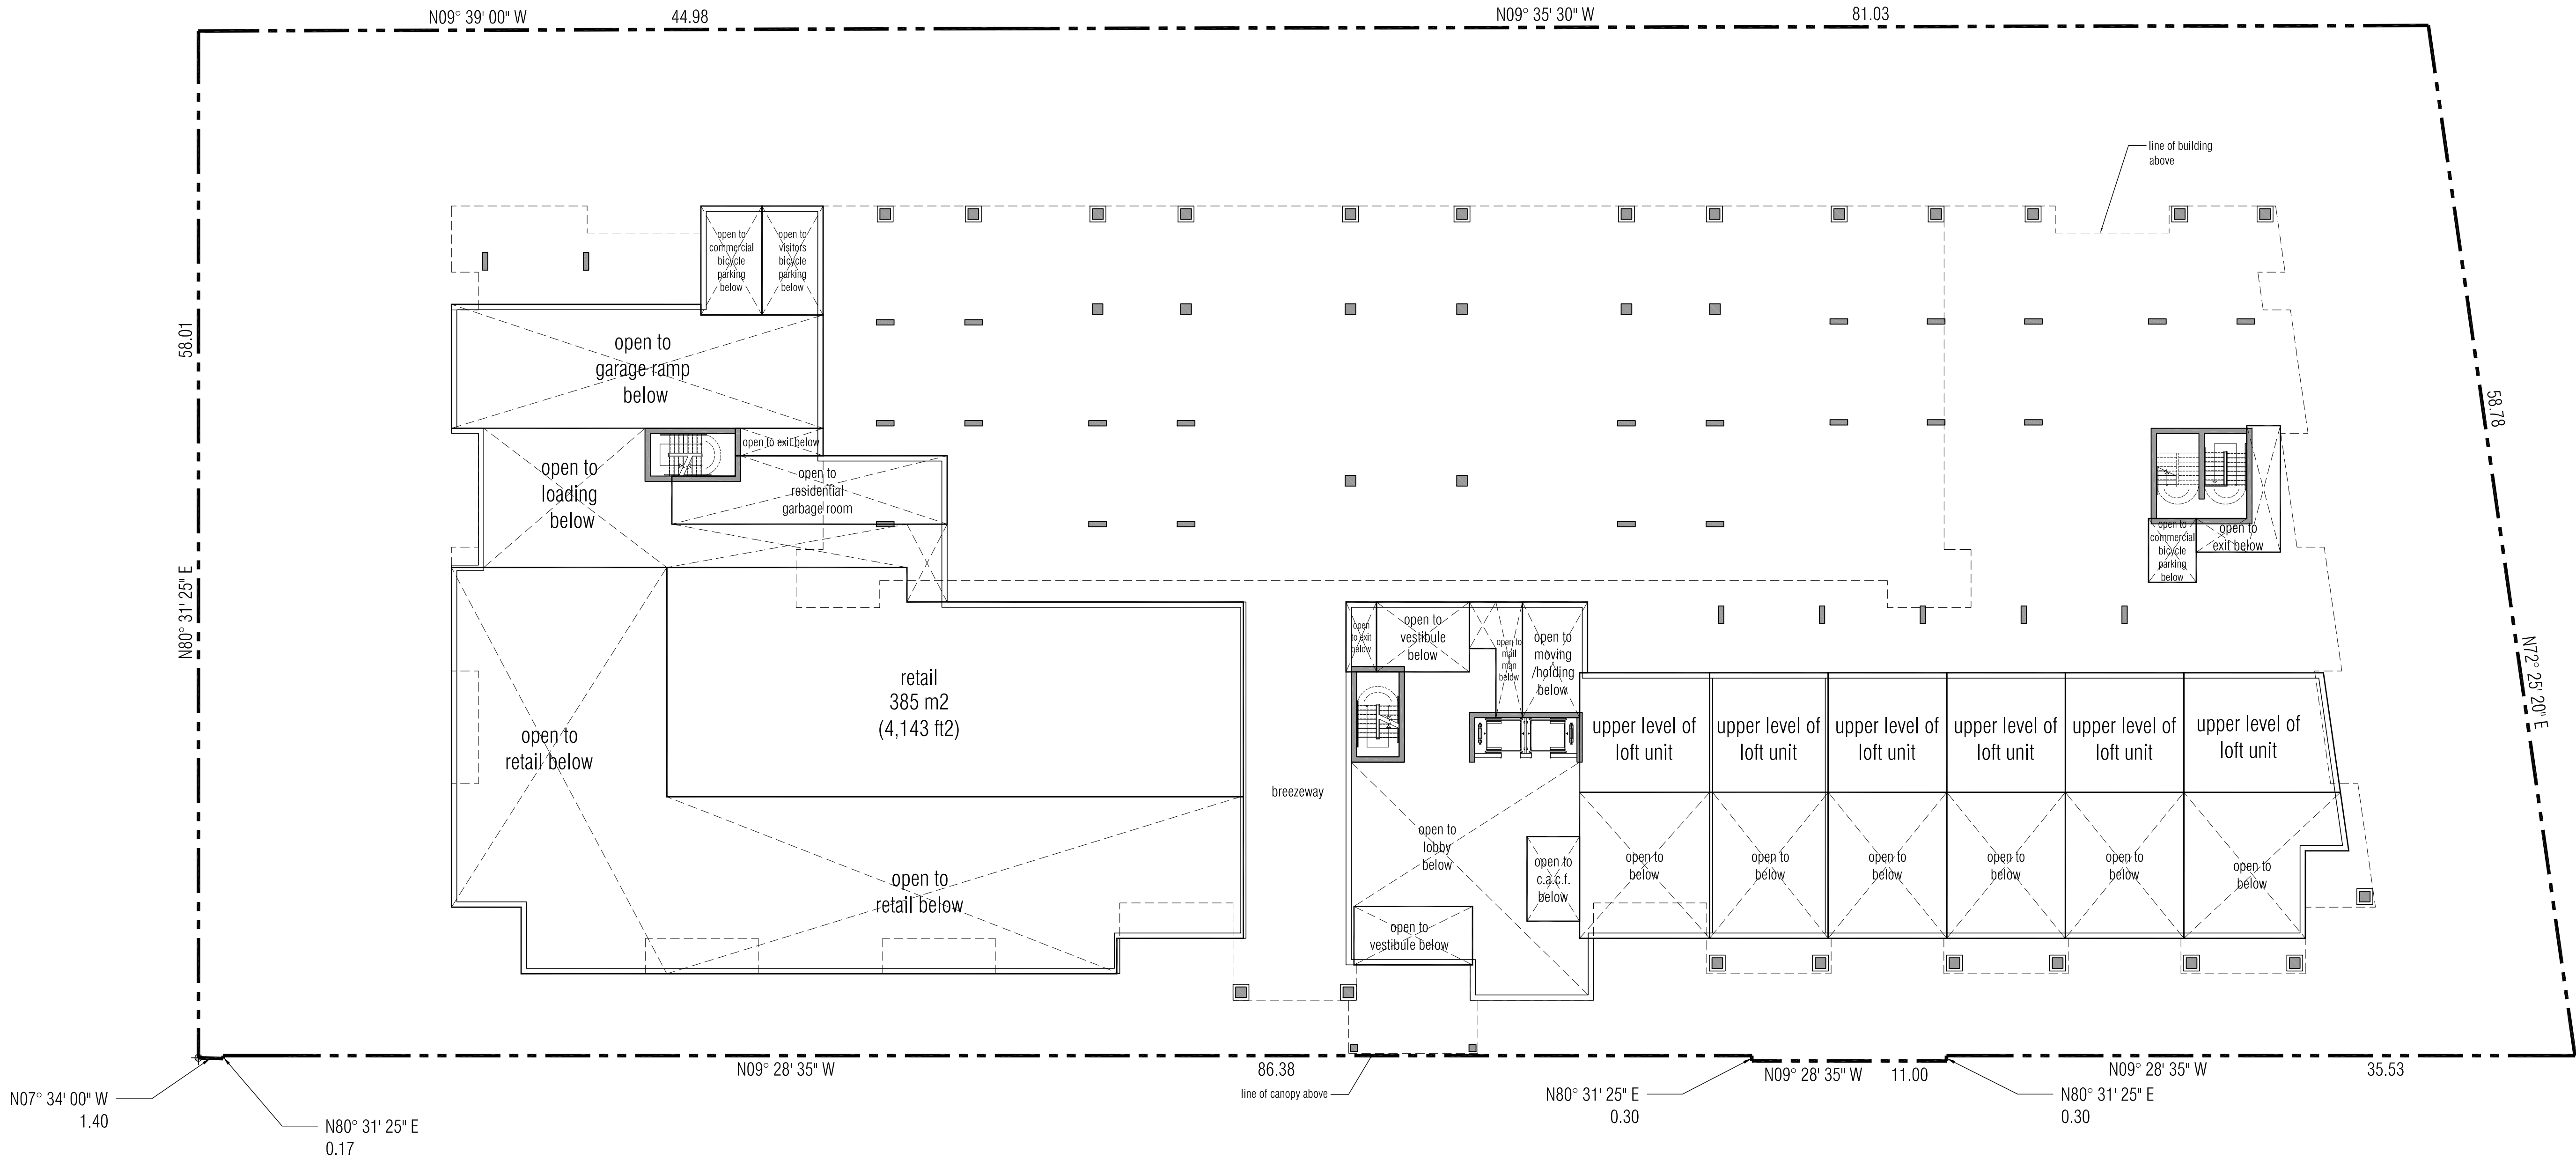 N09° 39' 00" W
44.98
N09° 35' 30" W
81.03
line of building
above
open to
commercial
bicycle
parking
below
open to
visitors
bicycle
parking
below
58.01
N80° 31' 25" E
open to
garage ramp
below
open to exit below
open to
loading
below
open to
residential
garbage room
58.78
N72° 25' 20" E
open to
commercial
bicycle
parking
below
open to
exit below
retail
385 m2
(4,143 ft2)
open to
retail below
open to
retail below
breezeway
open
to exit
below
open to
vestibule
below
open to
mail
man
below
open to
moving
/holding
below
upper level of
loft unit
upper level of
loft unit
upper level of
loft unit
upper level of
loft unit
upper level of
loft unit
upper level of
loft unit
open to
lobby
below
open to
c.a.c.f.
below
open to
below
open to
below
open to
below
open to
below
open to
below
open to
below
open to
vestibule below
N09° 28' 35" W
86.38
line of canopy above
N09° 28' 35" W
11.00
N09° 28' 35" W
35.53
N07° 34' 00" W
1.40
N80° 31' 25" E
0.17
N80° 31' 25" E
0.30
N80° 31' 25" E
0.30